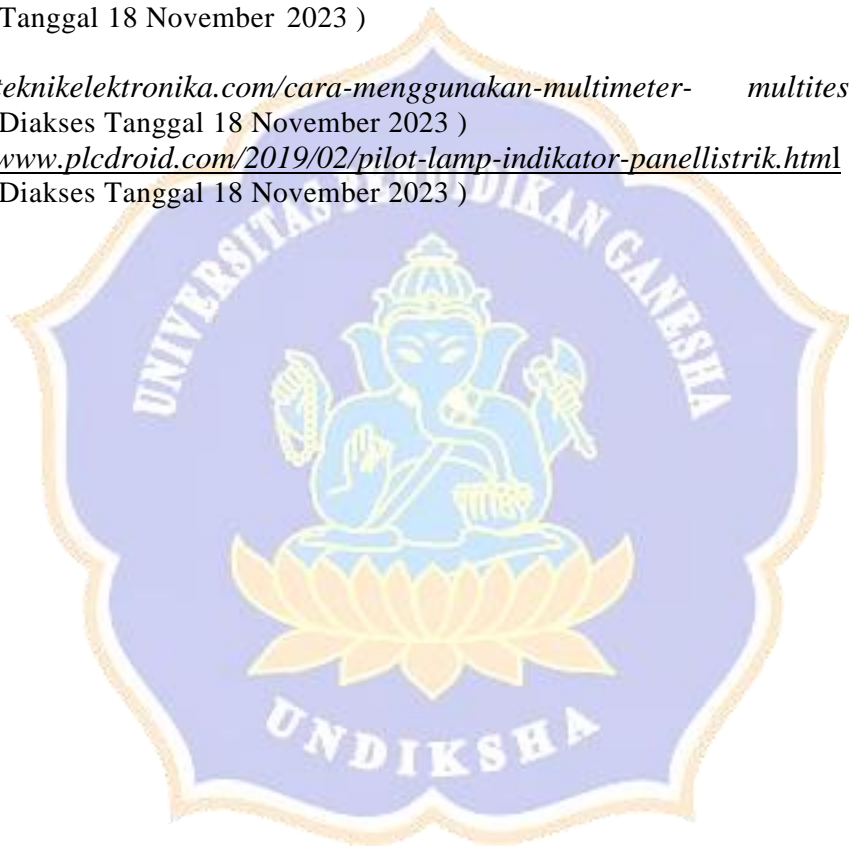 Tanggal 18 November 2023 )
teknikelektronika.com/cara-menggunakan-multimeter- multites
Diakses Tanggal 18 November 2023 )
www.plcdroid.com/2019/02/pilot-lamp-indikator-panellistrik.html
Diakses Tanggal 18 November 2023 )
UNIVERSITAS PENDIDIKAN GANESHA
UNDIKSHA